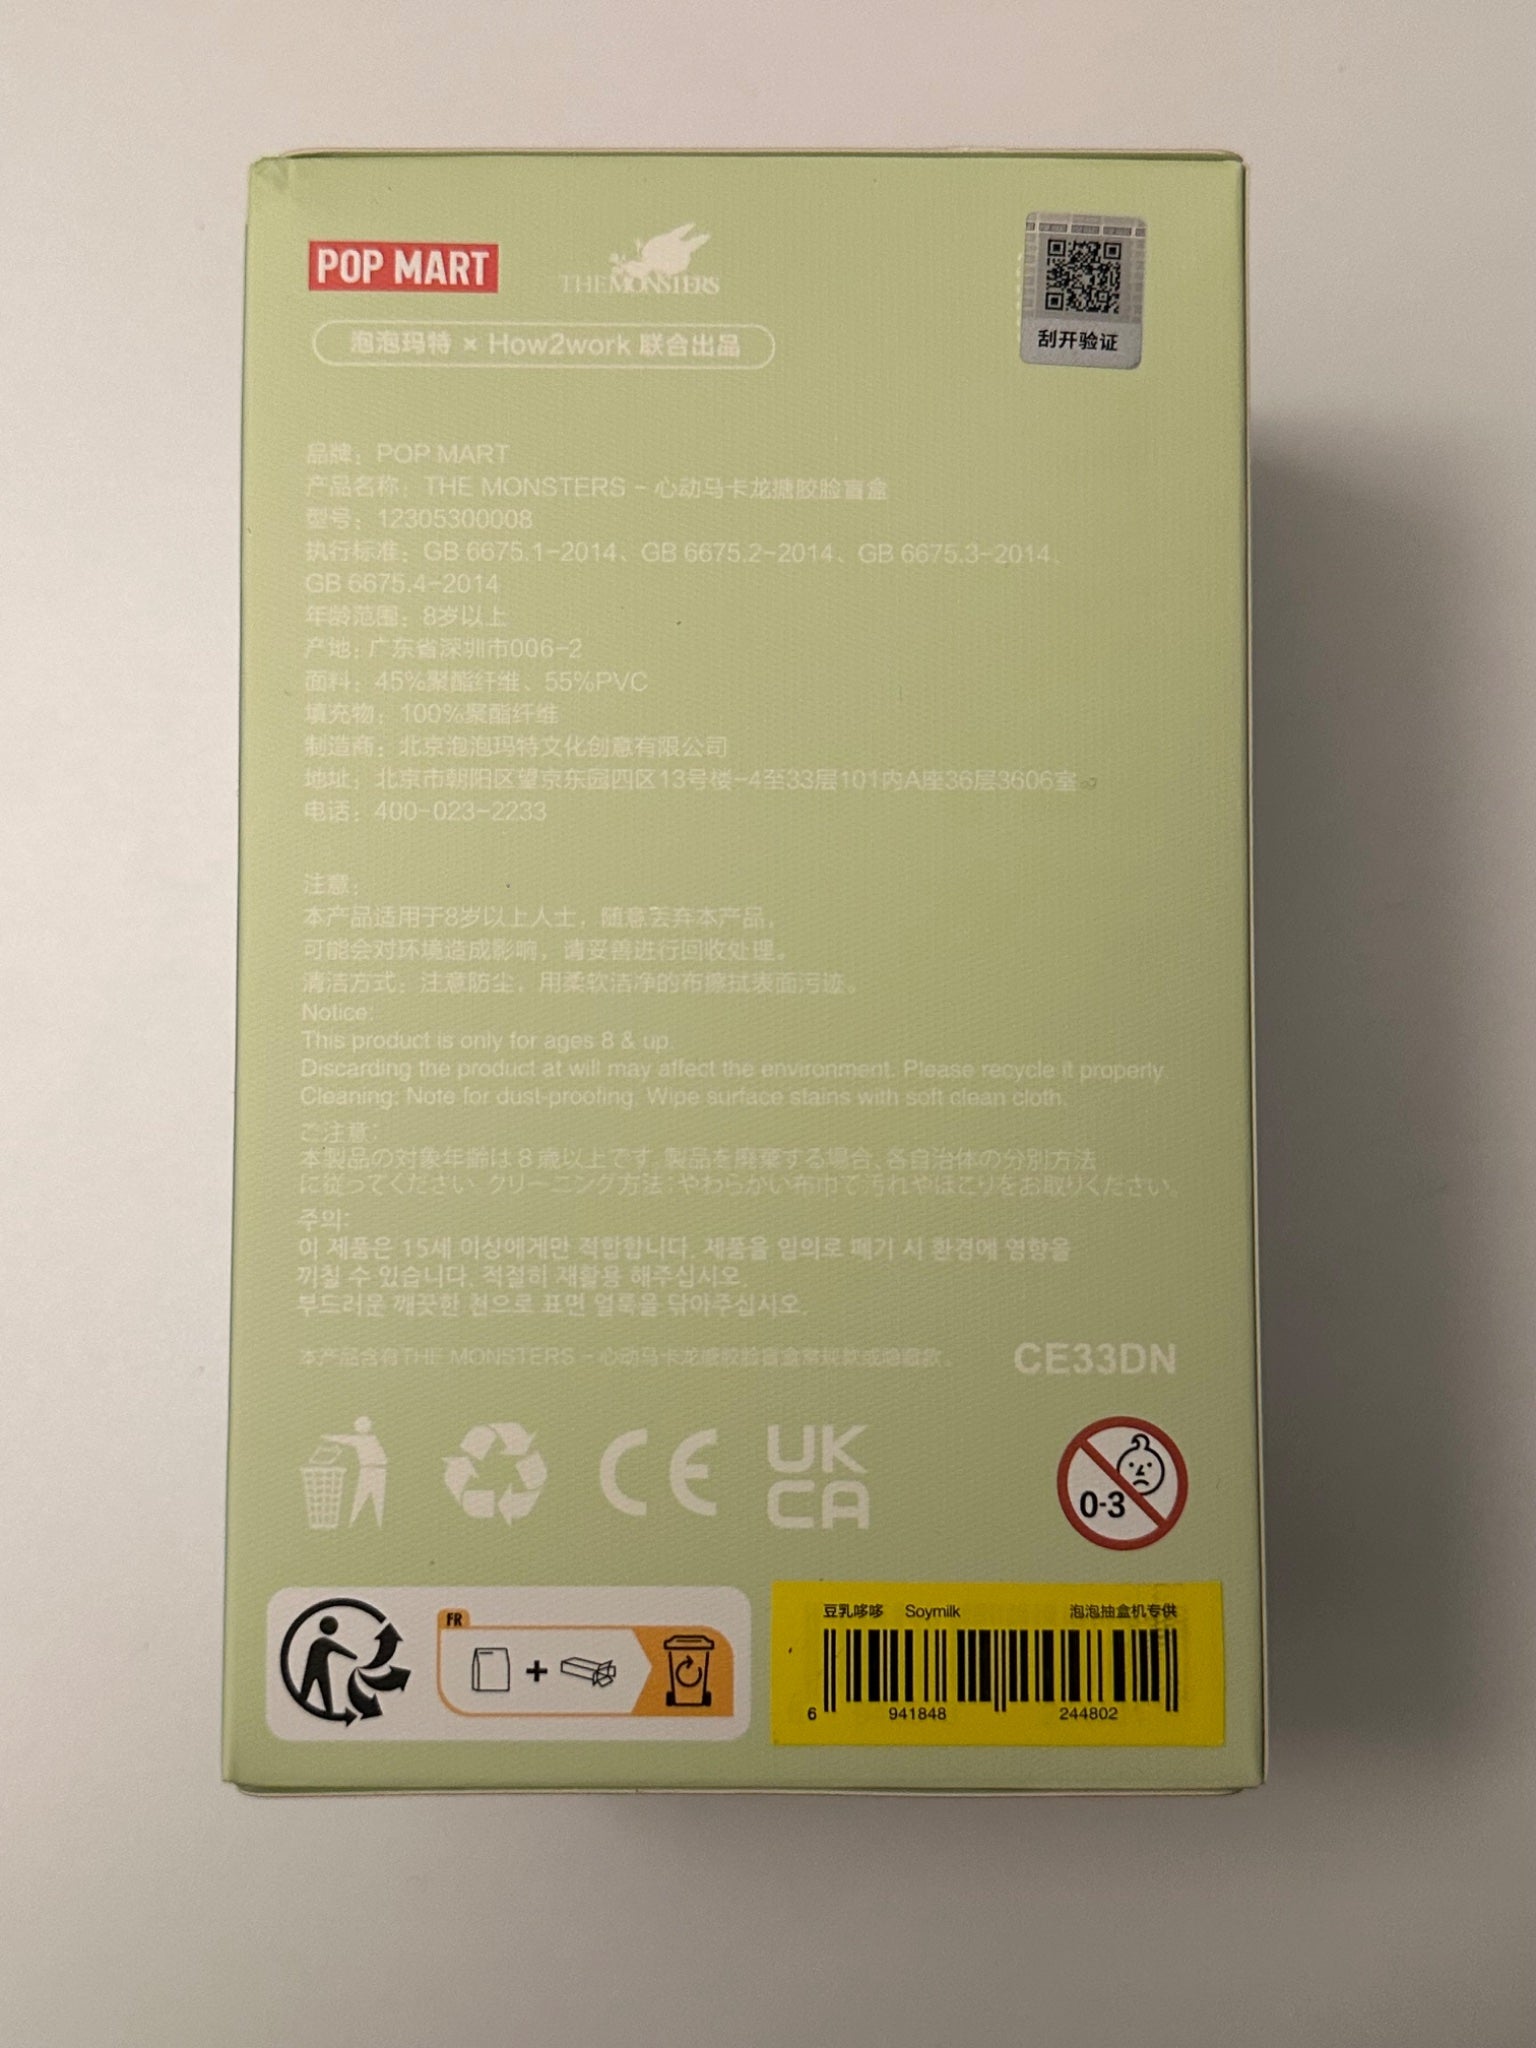 POP MART
THE MONSTERS
泡泡玛特 × How2work 联合出品
刮开验证
品牌：POP MART
产品名称：THE MONSTERS - 心动马卡龙搪胶脸盲盒
型号：12305300008
执行标准：GB 6675.1-2014、GB 6675.2-2014、GB 6675.3-2014、
GB 6675.4-2014
年龄范围：8岁以上
产地：广东省深圳市006-2
面料：45%聚酯纤维、55%PVC
填充物：100%聚酯纤维
制造商：北京泡泡玛特文化创意有限公司
地址：北京市朝阳区望京东园四区13号楼-4至33层101内A座36层3606室
电话：400-023-2233
注意：
本产品适用于8岁以上人士，随意丢弃本产品，
可能会对环境造成影响，请妥善进行回收处理。
清洁方式：注意防尘，用柔软洁净的布擦拭表面污迹。
Notice:
This product is only for ages 8 & up.
Discarding the product at will may affect the environment. Please recycle it properly.
Cleaning: Note for dust-proofing. Wipe surface stains with soft clean cloth.
ご注意：
本製品の対象年齢は8歳以上です。製品を廃棄する場合、各自治体の分別方法
に従ってください。クリーニング方法：やわらかい布巾で汚れやほこりをお取りください。
주의:
이 제품은 15세 이상에게만 적합합니다. 제품을 임의로 폐기 시 환경에 영향을
끼칠 수 있습니다. 적절히 재활용 해주십시오.
부드러운 깨끗한 천으로 표면 얼룩을 닦아주십시오.
本产品含有THE MONSTERS - 心动马卡龙搪胶脸盲盒常规款或隐藏款。
CE33DN
CE
UK
CA
0-3
FR
豆乳哆哆 Soymilk 泡泡抽盒机专供
6 941848 244802